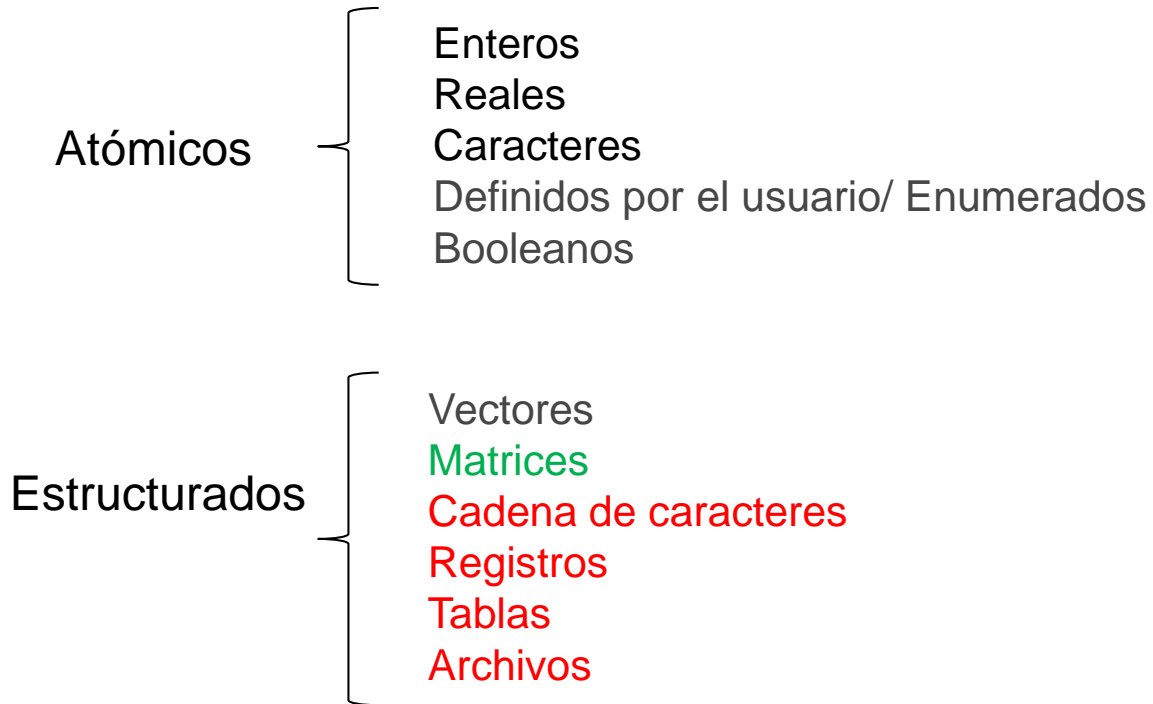 Atómicos
Enteros
Reales
Caracteres
Definidos por el usuario/ Enumerados
Booleanos
Estructurados
Vectores
Matrices
Cadena de caracteres
Registros
Tablas
Archivos